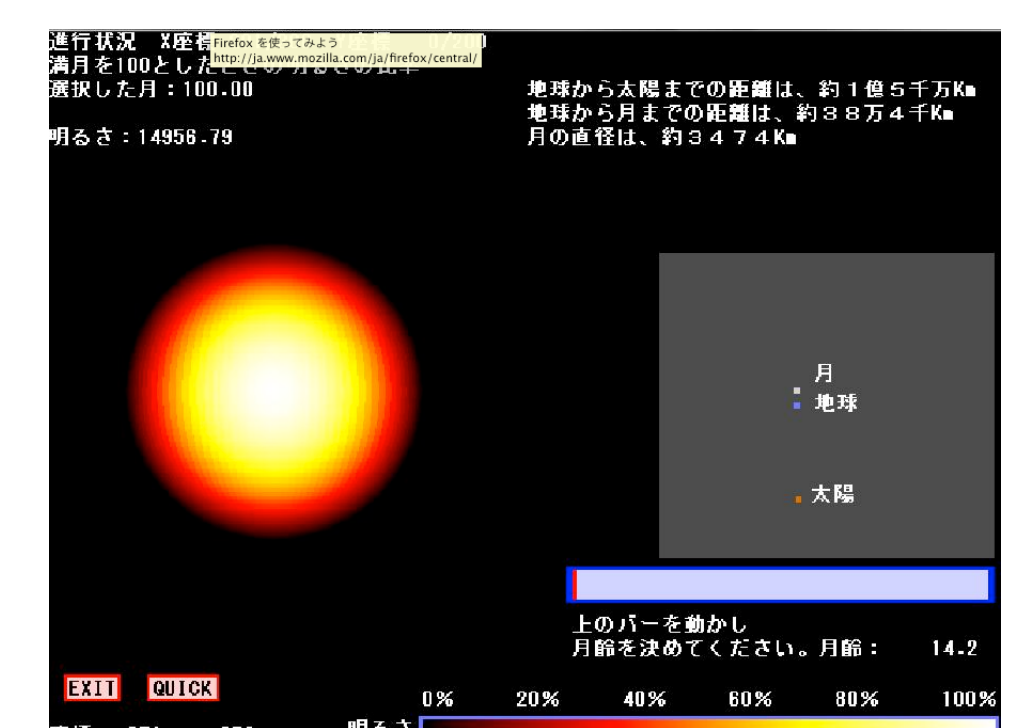 進行状況 X座標
Firefox を使ってみよう
http://ja.www.mozilla.com/ja/firefox/central/
満月を100とした
選択した月：100.00
明るさ：14956.79
地球から太陽までの距離は、約１億５千万Km
地球から月までの距離は、約３８万４千Km
月の直径は、約３４７４Km
月
地球
太陽
上のバーを動かし
月齢を決めてください。月齢： 14.2
EXIT QUICK
0% 20% 40% 60% 80% 100%
明るさ